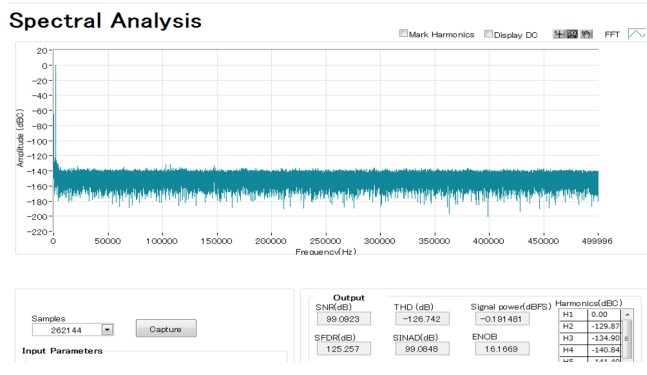 Spectral Analysis
Mark Harmonics Display DC FFT
20
0
-20
-40
-60
-80
-100
-120
-140
-160
-180
-200
-220
Amplitude (dBC)
0 50000 100000 150000 200000 250000 300000 350000 400000 450000 499996
Frequency(Hz)
Samples
262144
Capture
Input Parameters
Output
SNR(dB) THD (dB) Signal power(dBFS)
99.0923 -126.742 -0.191481
SFDR(dB) SINAD(dB) ENOB
125.257 99.0848 16.1669
Harmonics(dBC)
H1 0.00
H2 -129.87
H3 -134.90
H4 -140.84